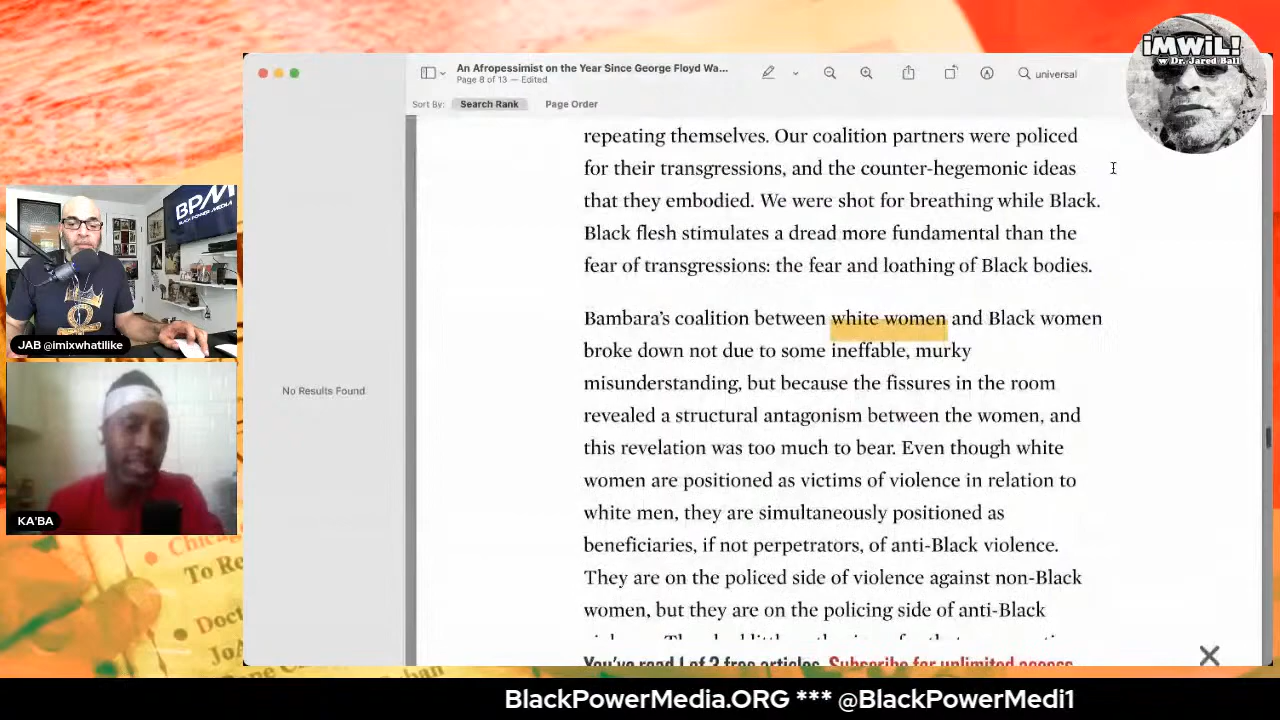 iMWiL!
w Dr. Jared Ball
An Afropessimist on the Year Since George Floyd Wa...
Page 8 of 13 — Edited
universal
Sort By: Search Rank Page Order
No Results Found
repeating themselves. Our coalition partners were policed
for their transgressions, and the counter-hegemonic ideas
that they embodied. We were shot for breathing while Black.
Black flesh stimulates a dread more fundamental than the
fear of transgressions: the fear and loathing of Black bodies.
Bambara’s coalition between white women and Black women
broke down not due to some ineffable, murky
misunderstanding, but because the fissures in the room
revealed a structural antagonism between the women, and
this revelation was too much to bear. Even though white
women are positioned as victims of violence in relation to
white men, they are simultaneously positioned as
beneficiaries, if not perpetrators, of anti-Black violence.
They are on the policed side of violence against non-Black
women, but they are on the policing side of anti-Black
You’ve read 1 of 2 free articles. Subscribe for unlimited access
BPM
BLACK POWER MEDIA
JAB @imixwhatilike
KA'BA
Chicag
To Re
Doct
JoA
BlackPowerMedia.ORG *** @BlackPowerMedi1